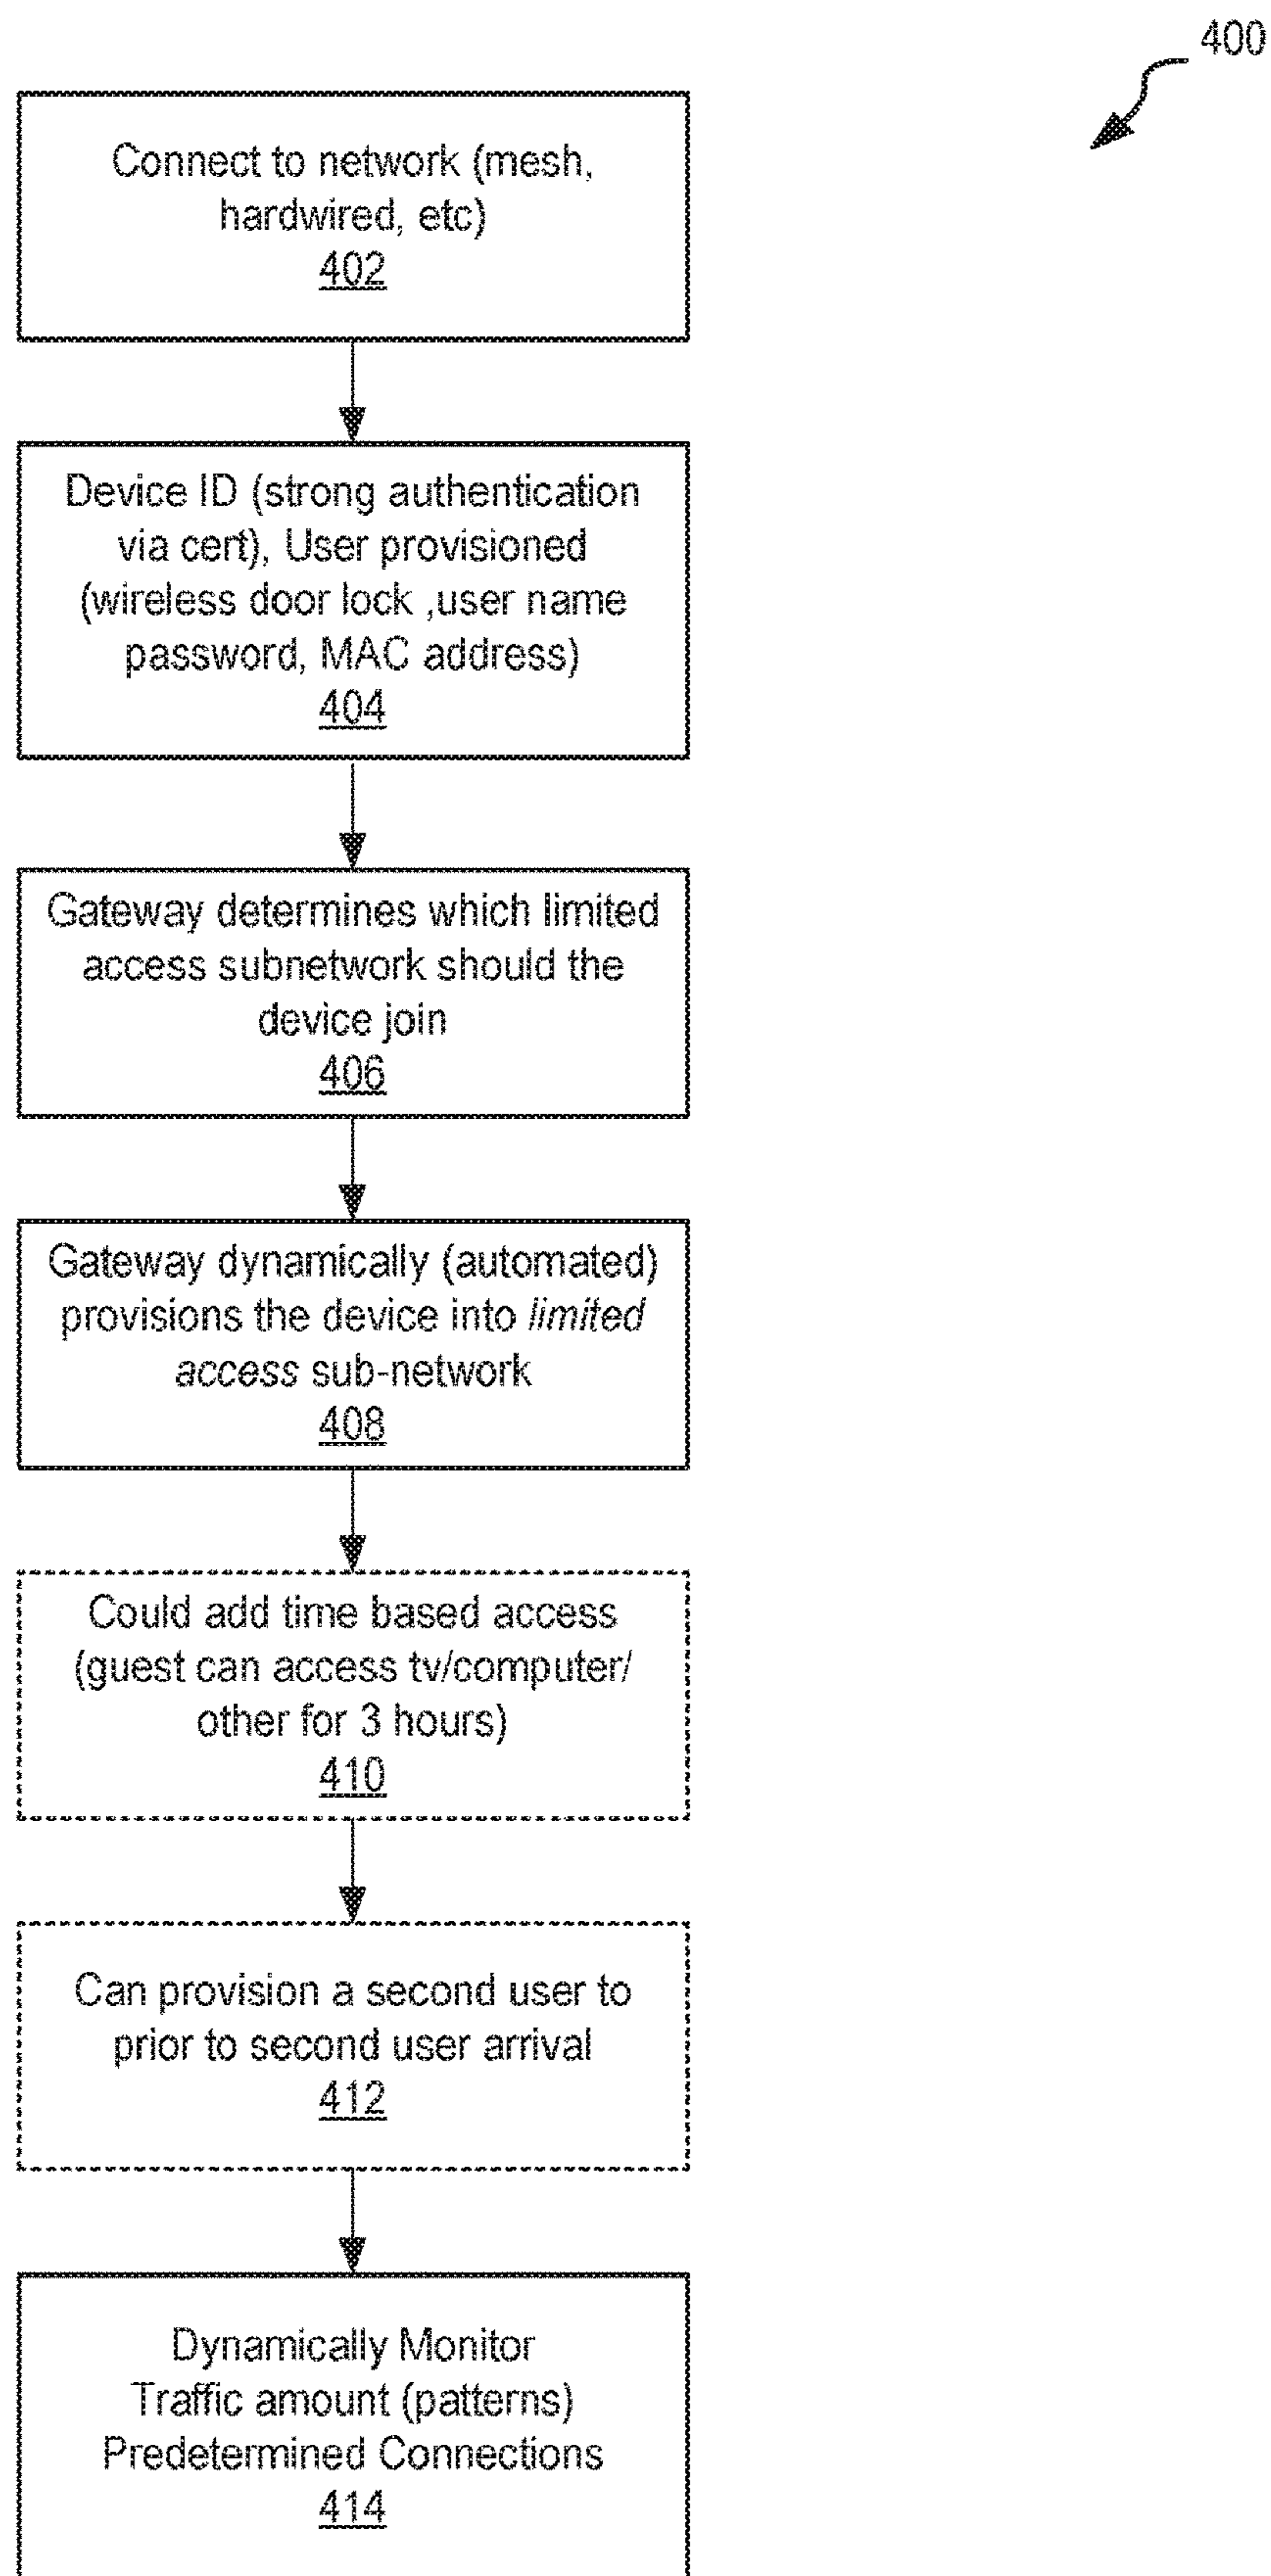 400
Connect to network (mesh,
hardwired, etc)
402
Device ID (strong authentication
via cert), User provisioned
(wireless door lock ,user name
password, MAC address)
404
Gateway determines which limited
access subnetwork should the
device join
406
Gateway dynamically (automated)
provisions the device into limited
access sub-network
408
Could add time based access
(guest can access tv/computer/
other for 3 hours)
410
Can provision a second user to
prior to second user arrival
412
Dynamically Monitor
Traffic amount (patterns)
Predetermined Connections
414